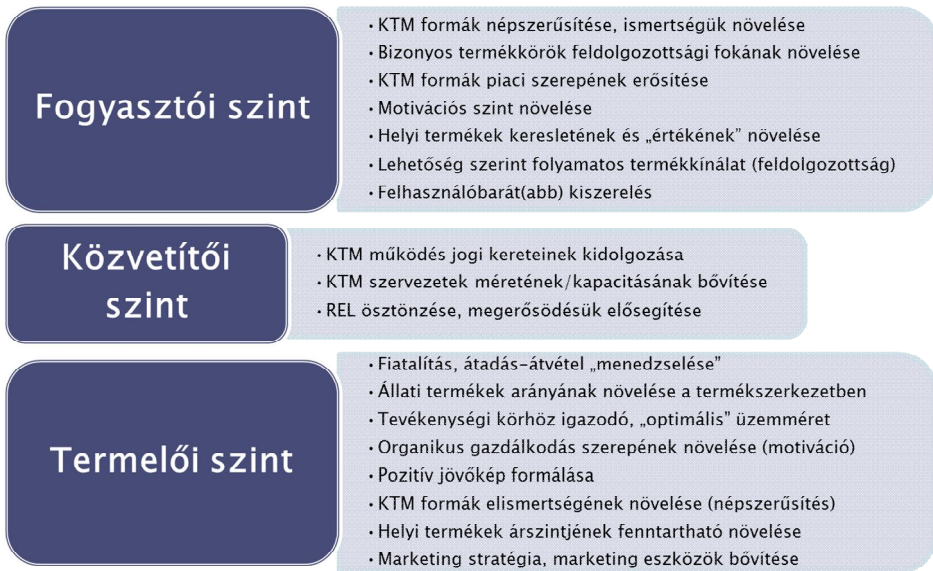 Fogyasztói szint
• KTM formák népszerűsítése, ismertségük növelése
• Bizonyos termékkörök feldolgozottsági fokának növelése
• KTM formák piaci szerepének erősítése
• Motivációs szint növelése
• Helyi termékek keresletének és „értékének” növelése
• Lehetőség szerint folyamatos termékkínálat (feldolgozottság)
• Felhasználóbarát(abb) kiszerelés
Közvetítői
szint
• KTM működés jogi kereteinek kidolgozása
• KTM szervezetek méretének/kapacitásának bővítése
• REL ösztönzése, megerősödésük elősegítése
Termelői szint
• Fiatalítás, átadás-átvétel „menedzselése”
• Állati termékek arányának növelése a termékszerkezetben
• Tevékenységi körhöz igazodó, „optimális” üzemméret
• Organikus gazdálkodás szerepének növelése (motiváció)
• Pozitív jövőkép formálása
• KTM formák elismertségének növelése (népszerűsítés)
• Helyi termékek árszintjének fenntartható növelése
• Marketing stratégia, marketing eszközök bővítése